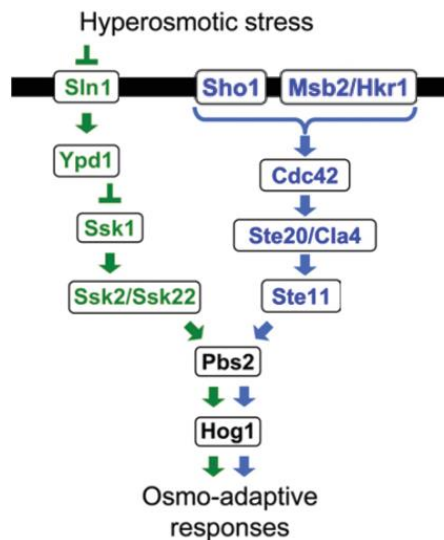 Hyperosmotic stress
Sln1
Sho1
Msb2/Hkr1
Ypd1
Cdc42
Ssk1
Ste20/Cla4
Ssk2/Ssk22
Ste11
Pbs2
Hog1
Osmo-adaptive
responses